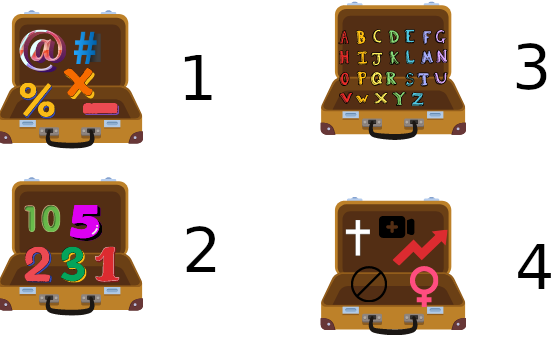 @ #
×
% -
1
A B C D E F G
H I J K L M N
O P Q R S T U
V W X Y Z
3
10 5
2 3 1
2
4